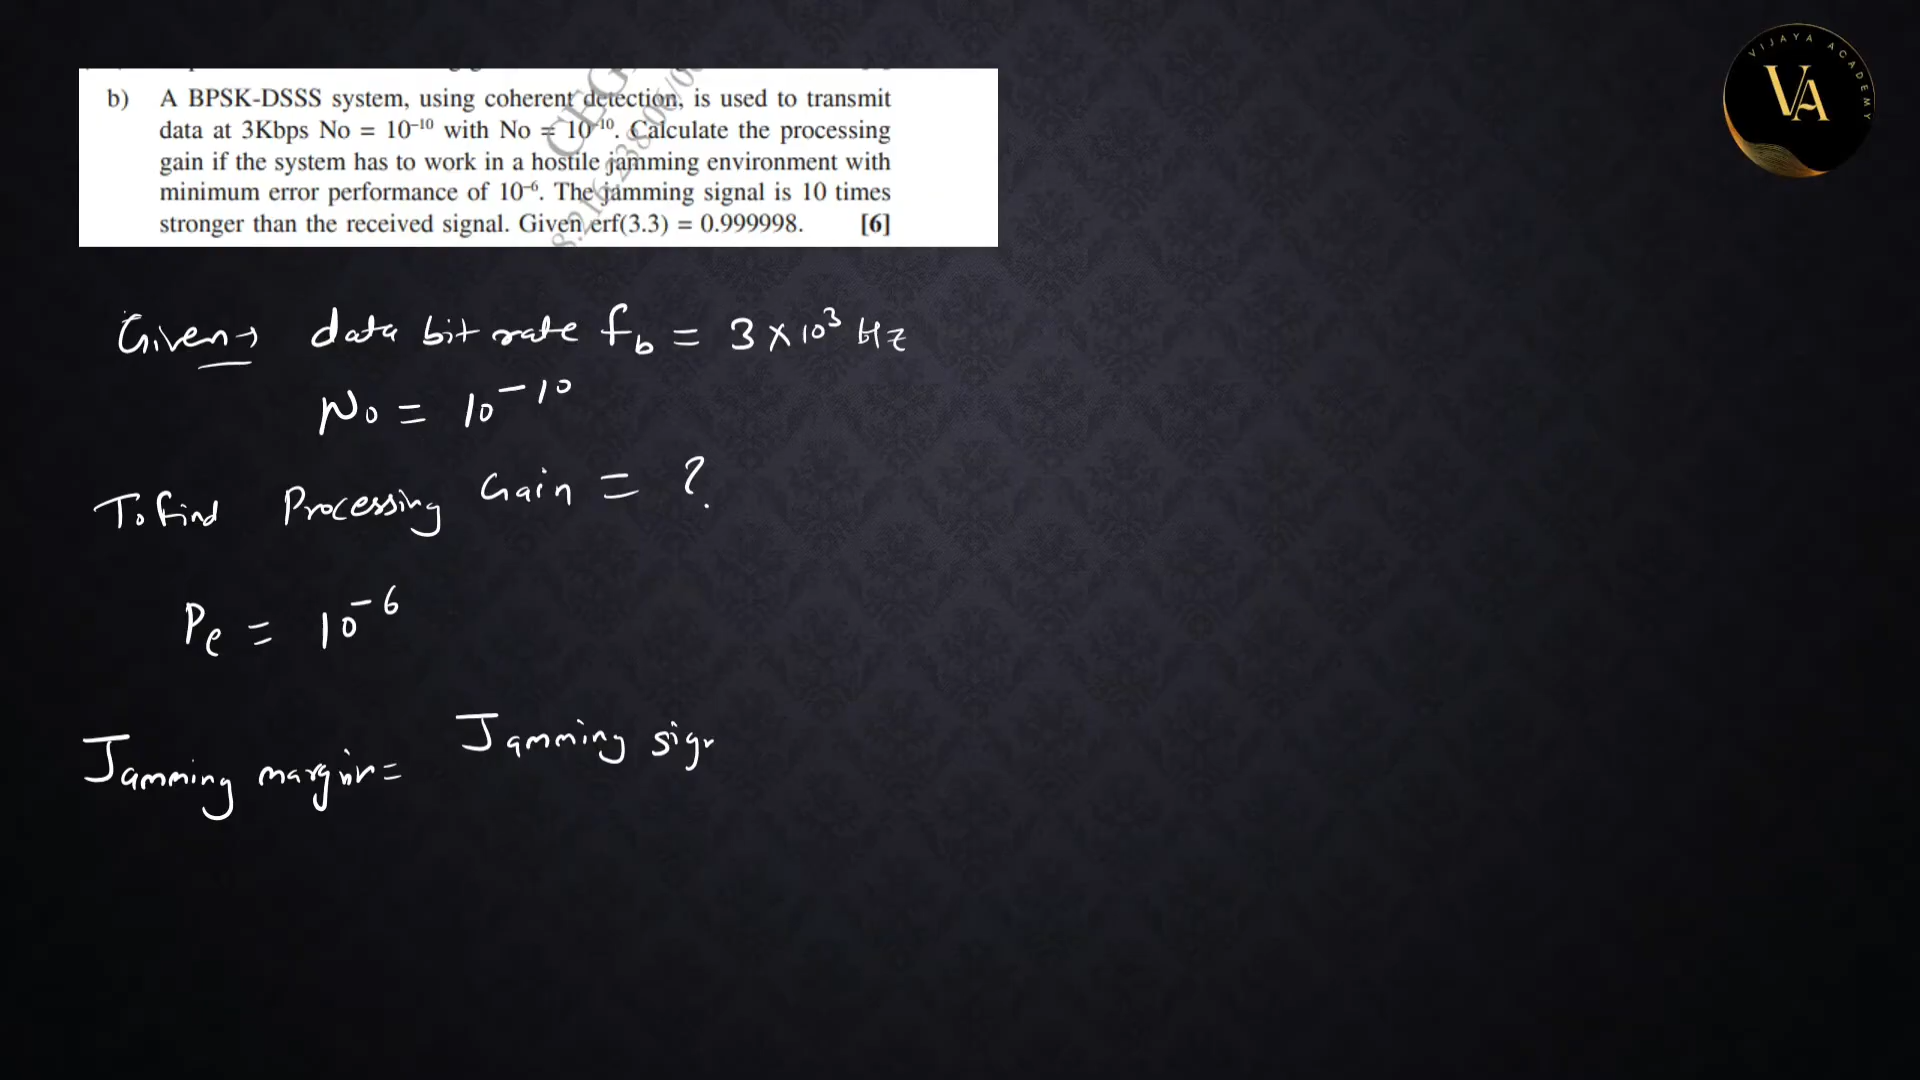 VIJAYA ACADEMY
VA
b) A BPSK-DSSS system, using coherent detection, is used to transmit
data at 3Kbps No = 10⁻¹⁰ with No = 10⁻¹⁰. Calculate the processing
gain if the system has to work in a hostile jamming environment with
minimum error performance of 10⁻⁶. The jamming signal is 10 times
stronger than the received signal. Given erf(3.3) = 0.999998. [6]
Given → data bit rate f_b = 3 × 10³ Hz
No = 10⁻¹⁰
To find Processing Gain = ?
Pe = 10⁻⁶
Jamming margin = Jamming sign